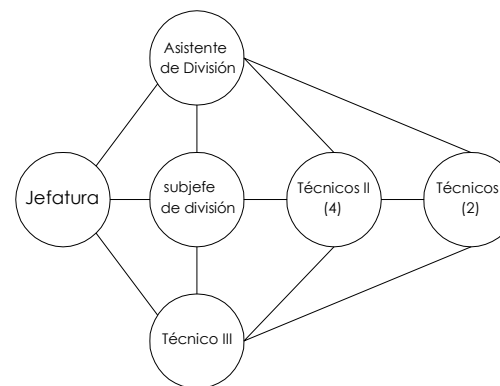 Asistente
de División
Jefatura
subjefe
de división
Técnicos II
(4)
Técnicos
(2)
Técnico III